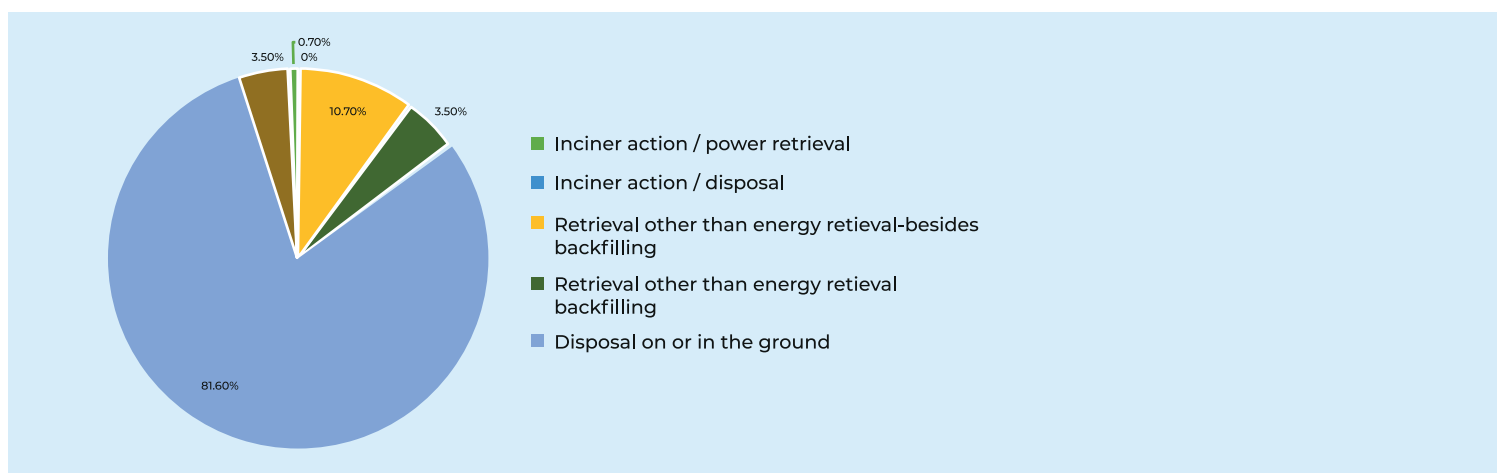 0.70%
3.50%
0%
10.70%
3.50%
81.60%
Inciner action / power retrieval
Inciner action / disposal
Retrieval other than energy retieval-besides
backfilling
Retrieval other than energy retieval
backfilling
Disposal on or in the ground